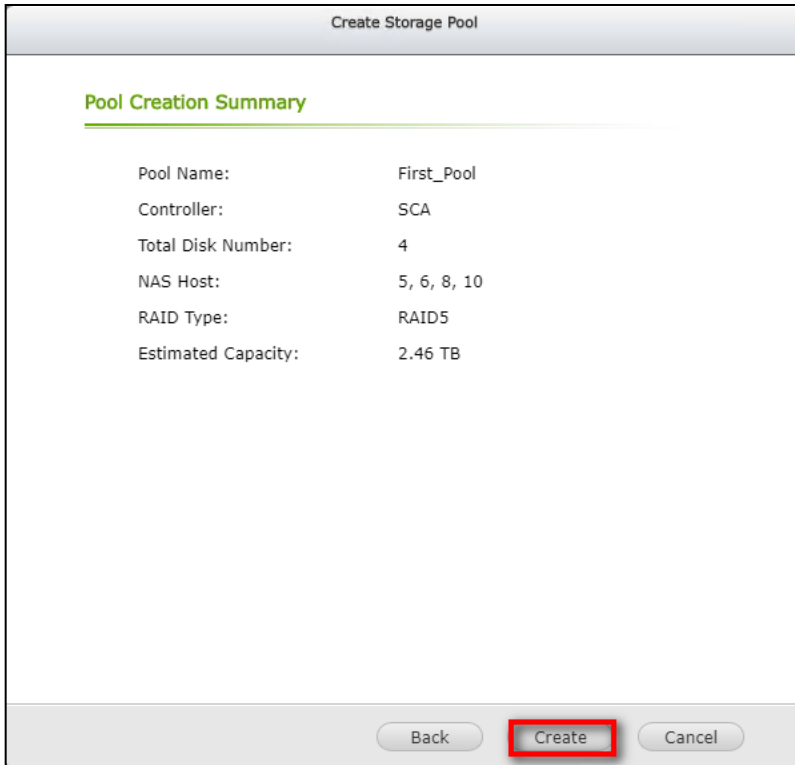 Create Storage Pool
Pool Creation Summary
Pool Name: First_Pool
Controller: SCA
Total Disk Number: 4
NAS Host: 5, 6, 8, 10
RAID Type: RAID5
Estimated Capacity: 2.46 TB
Back Create Cancel